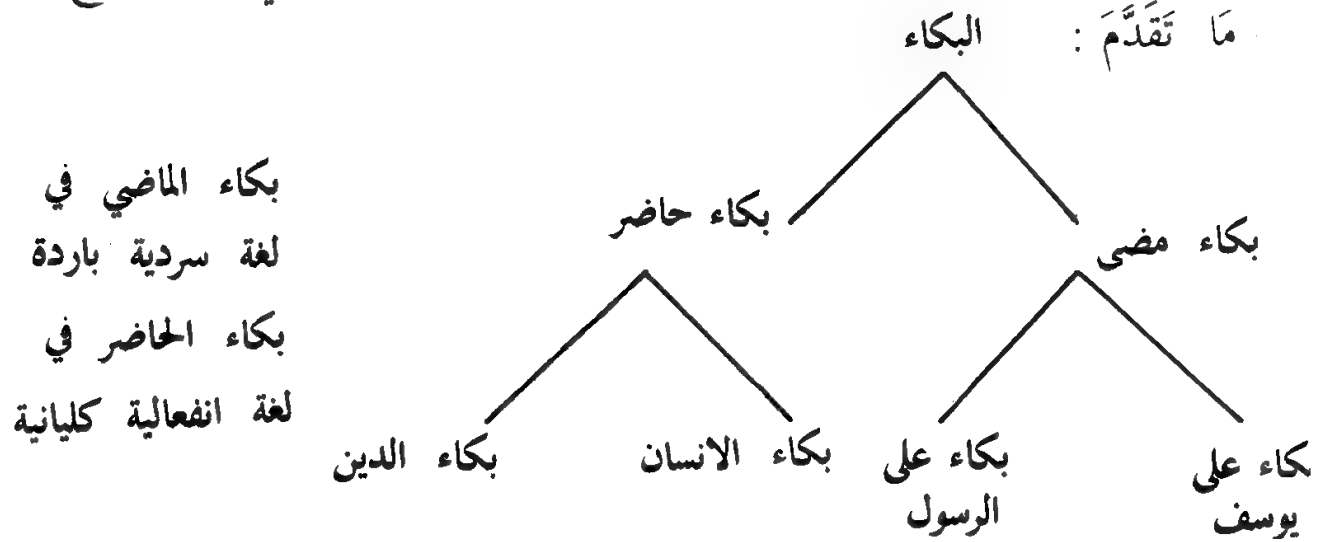 مَا تَقَدَّمَ :
البكاء
بكاء مضى
بكاء حاضر
بكاء على
يوسف
بكاء على
الرسول
بكاء الانسان
بكاء الدين
بكاء الماضي في
لغة سردية باردة
بكاء الحاضر في
لغة انفعالية كليانية